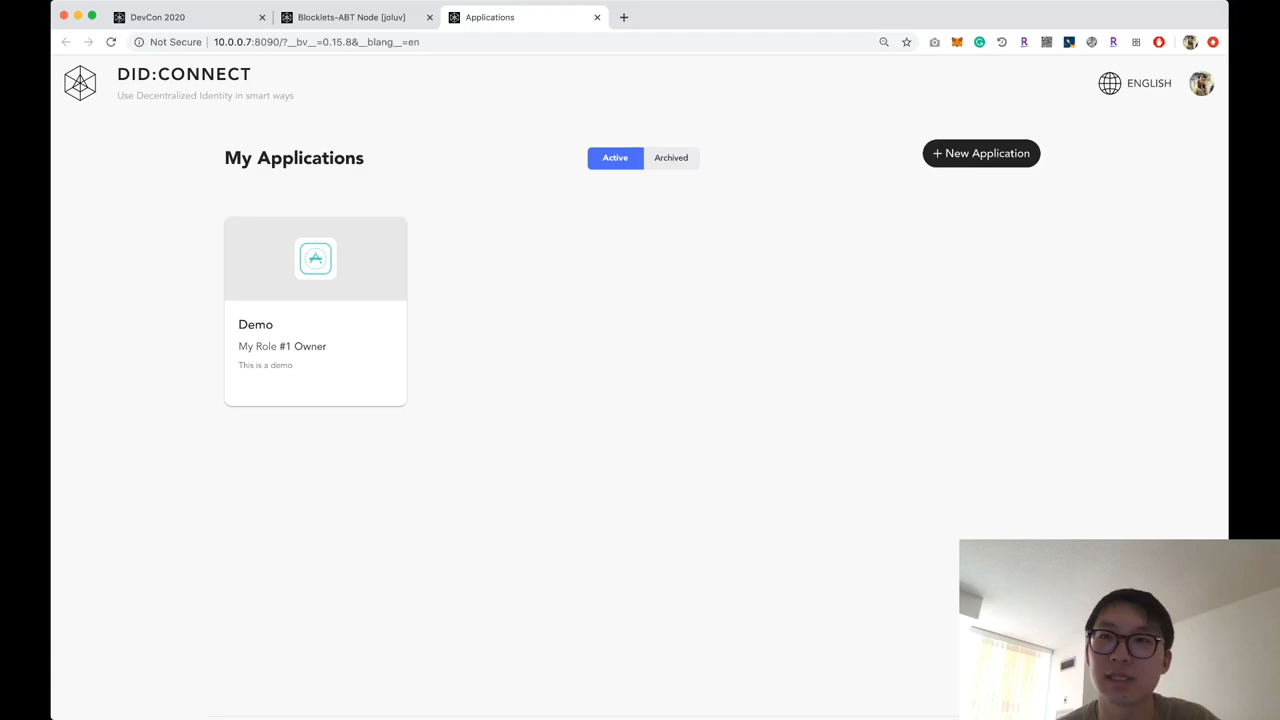 DevCon 2020
Blocklets-ABT Node [joluv]
Applications
Not Secure 10.0.0.7:8090/?__bv__=0.15.8&__blang__=en
DID:CONNECT
Use Decentralized Identity in smart ways
ENGLISH
My Applications
Active
Archived
+ New Application
Demo
My Role #1 Owner
This is a demo